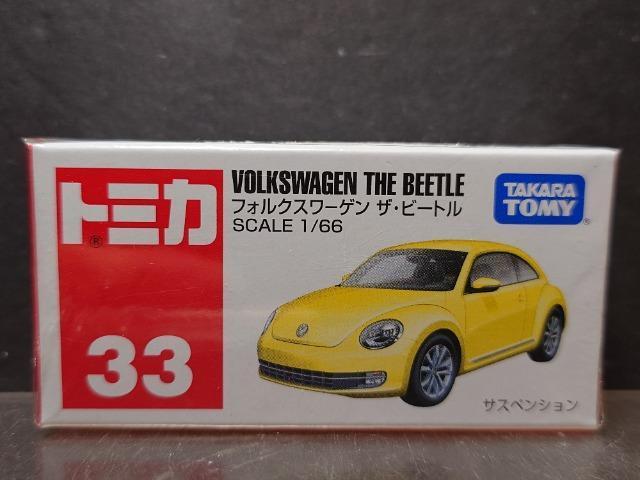 トミカ
®
33
VOLKSWAGEN THE BEETLE
フォルクスワーゲン ザ・ビートル
SCALE 1/66
TAKARA
TOMY
®
サスペンション